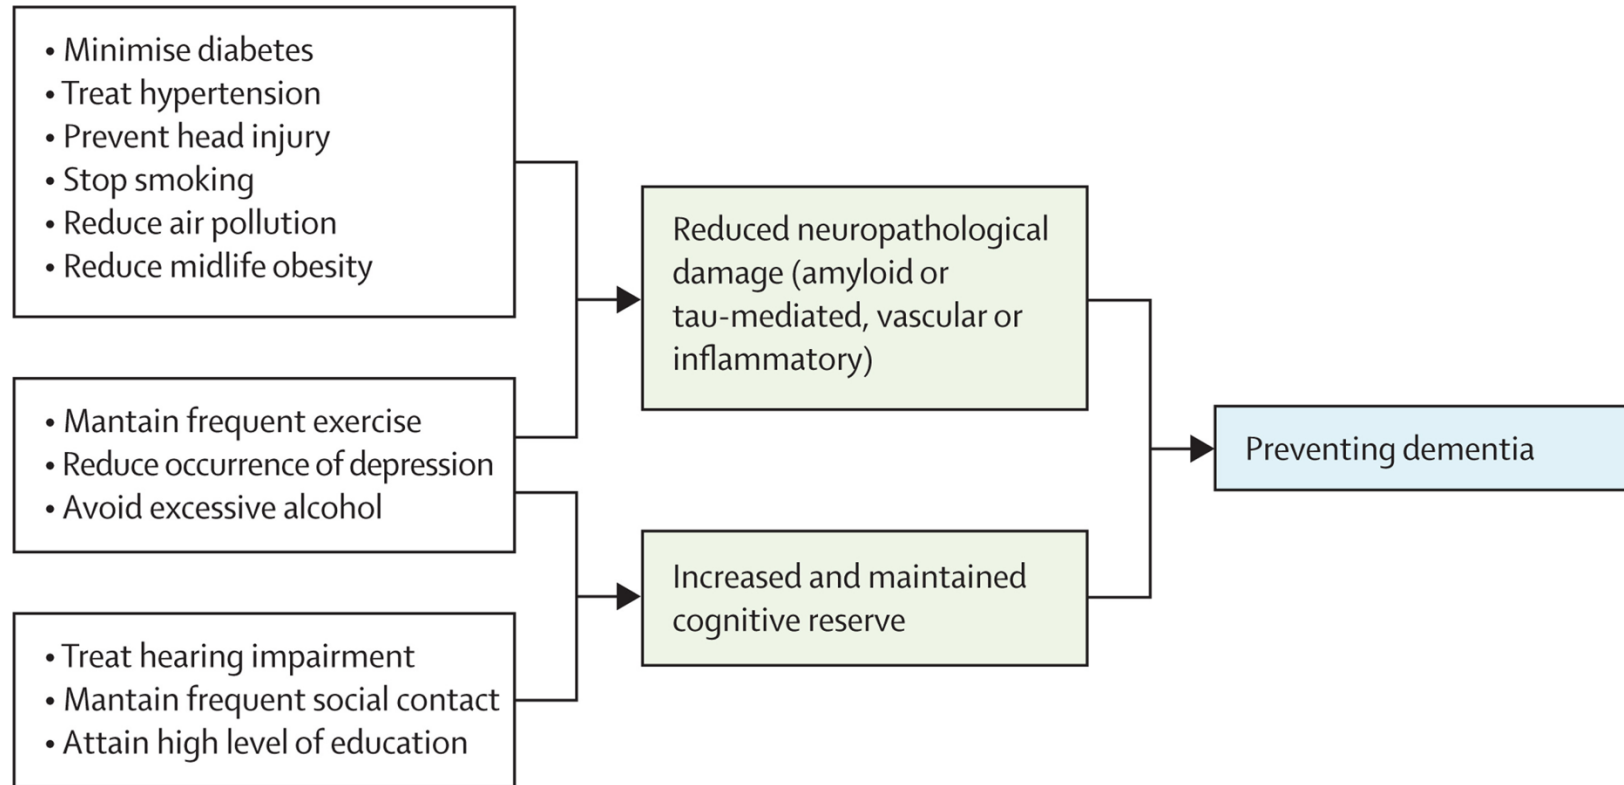 • Minimise diabetes
• Treat hypertension
• Prevent head injury
• Stop smoking
• Reduce air pollution
• Reduce midlife obesity
• Mantain frequent exercise
• Reduce occurrence of depression
• Avoid excessive alcohol
• Treat hearing impairment
• Mantain frequent social contact
• Attain high level of education
Reduced neuropathological
damage (amyloid or
tau-mediated, vascular or
inflammatory)
Increased and maintained
cognitive reserve
Preventing dementia